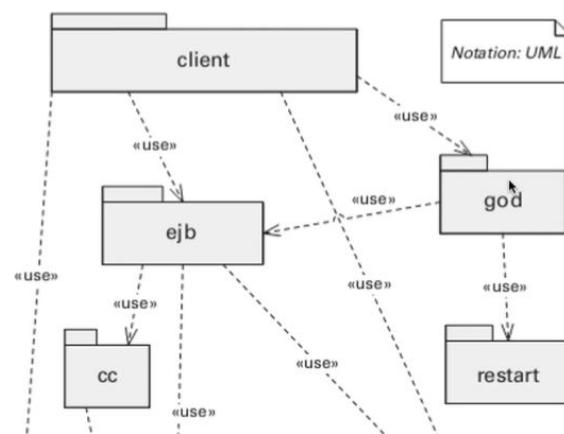 client
Notation: UML
«use»
«use»
«use»
god
ejb
«use»
«use»
«use»
«use»
«use»
restart
cc
«use»
«use»